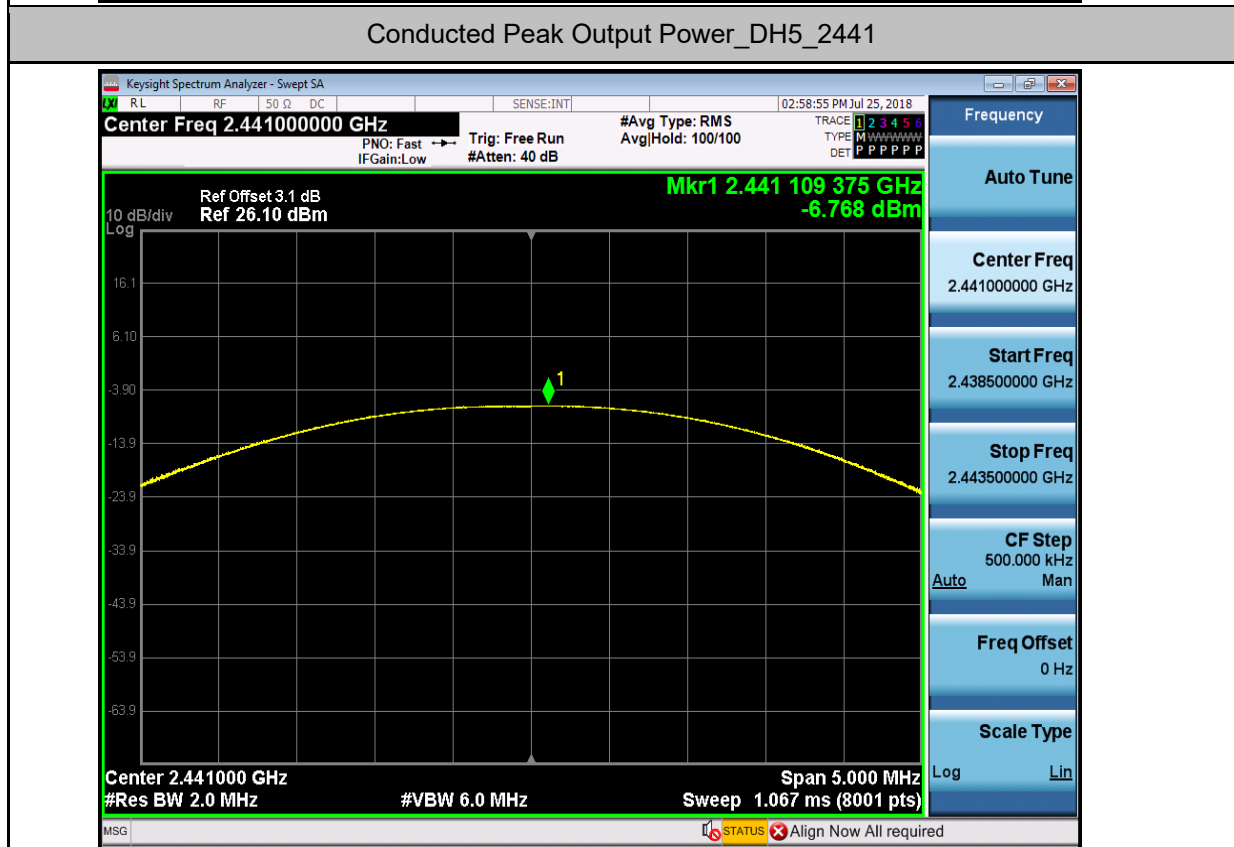 Conducted Peak Output Power_DH5_2441
Keysight Spectrum Analyzer - Swept SA
LXI RL RF 50 Ω DC SENSE:INT 02:58:55 PM Jul 25, 2018
Center Freq 2.441000000 GHz
PNO: Fast
IFGain:Low
Trig: Free Run
#Atten: 40 dB
#Avg Type: RMS
Avg|Hold: 100/100
TRACE 1 2 3 4 5 6
TYPE M W W W W W
DET P P P P P P
Mkr1 2.441 109 375 GHz
-6.768 dBm
Ref Offset 3.1 dB
10 dB/div Ref 26.10 dBm
Log
16.1
6.10
-3.90
-13.9
-23.9
-33.9
-43.9
-53.9
-63.9
1
Center 2.441000 GHz Span 5.000 MHz
#Res BW 2.0 MHz #VBW 6.0 MHz Sweep 1.067 ms (8001 pts)
MSG STATUS Align Now All required
Frequency
Auto Tune
Center Freq
2.441000000 GHz
Start Freq
2.438500000 GHz
Stop Freq
2.443500000 GHz
CF Step
500.000 kHz
Auto Man
Freq Offset
0 Hz
Scale Type
Log Lin